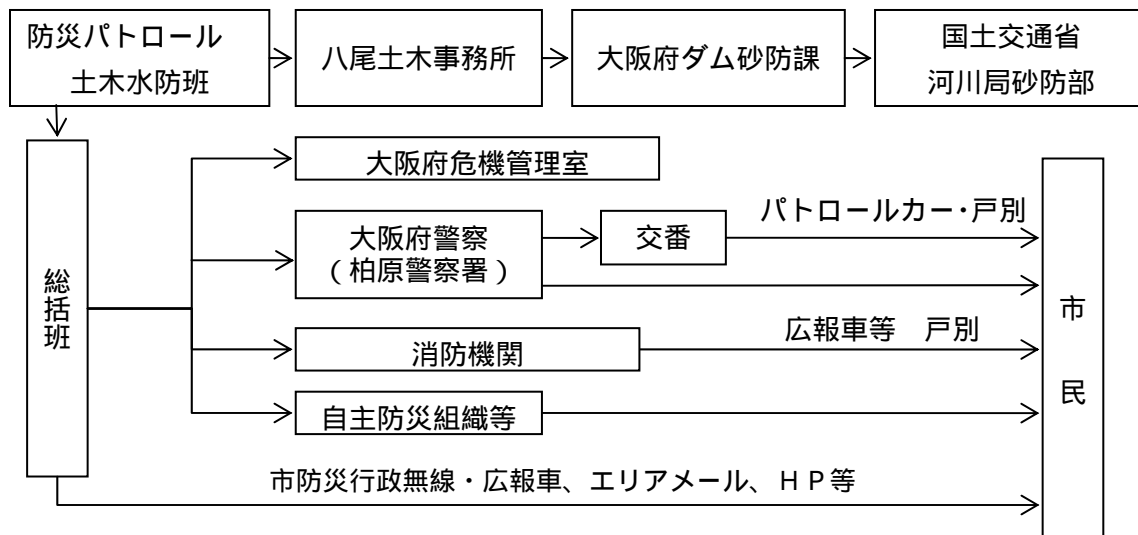 防災パトロール
土木水防班
八尾土木事務所
大阪府ダム砂防課
国土交通省
河川局砂防部
大阪府危機管理室
パトロールカー・戸別
大阪府警察
(柏原警察署)
交番
総括班
市民
広報車等　戸別
消防機関
自主防災組織等
市防災行政無線・広報車、エリアメール、ＨＰ等